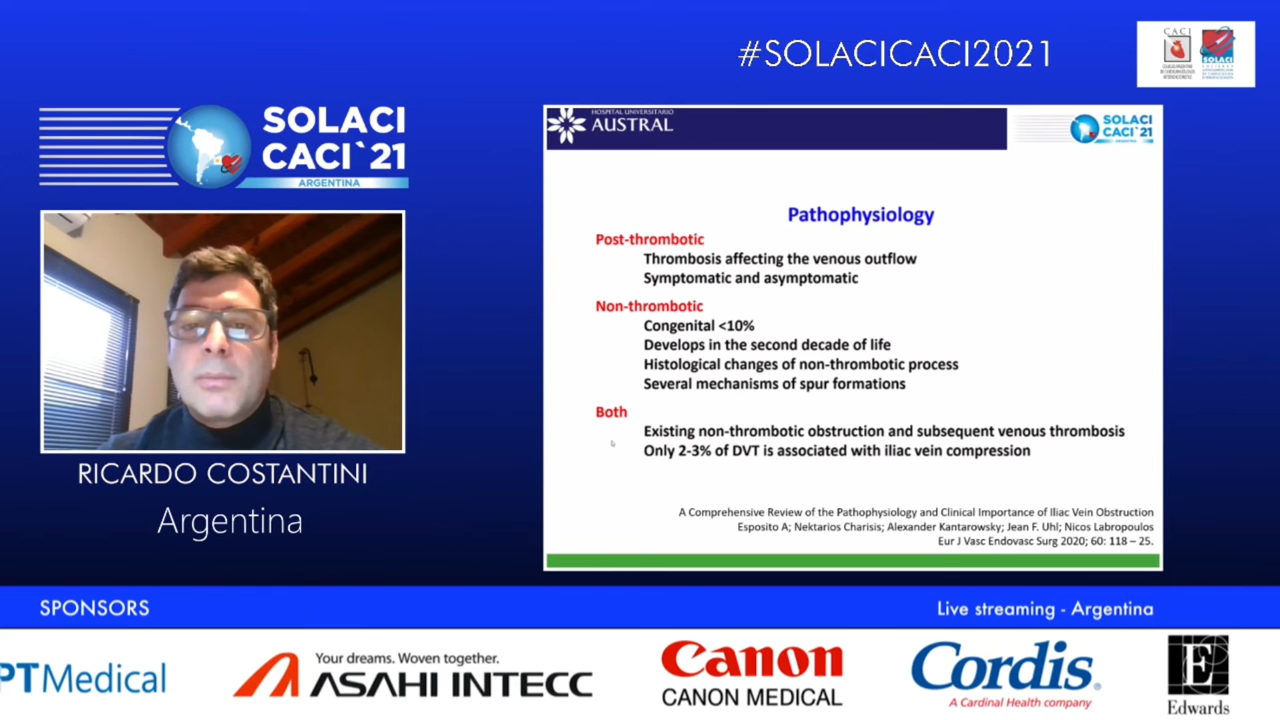 #SOLACICACI2021
CACI
SOLACI
SOLACI
CACI`21
ARGENTINA
HOSPITAL UNIVERSITARIO
AUSTRAL
SOLACI
CACI`21
ARGENTINA
Pathophysiology
Post-thrombotic
Thrombosis affecting the venous outflow
Symptomatic and asymptomatic
Non-thrombotic
Congenital <10%
Develops in the second decade of life
Histological changes of non-thrombotic process
Several mechanisms of spur formations
Both
Existing non-thrombotic obstruction and subsequent venous thrombosis
Only 2-3% of DVT is associated with iliac vein compression
A Comprehensive Review of the Pathophysiology and Clinical Importance of Iliac Vein Obstruction
Esposito A; Nektarios Charisis; Alexander Kantarowsky; Jean F. Uhl; Nicos Labropoulos
Eur J Vasc Endovasc Surg 2020; 60: 118 – 25.
RICARDO COSTANTINI
Argentina
SPONSORS
Live streaming - Argentina
PTMedical
Your dreams. Woven together.
ASAHI INTECC
Canon
CANON MEDICAL
Cordis
A Cardinal Health company
Edwards